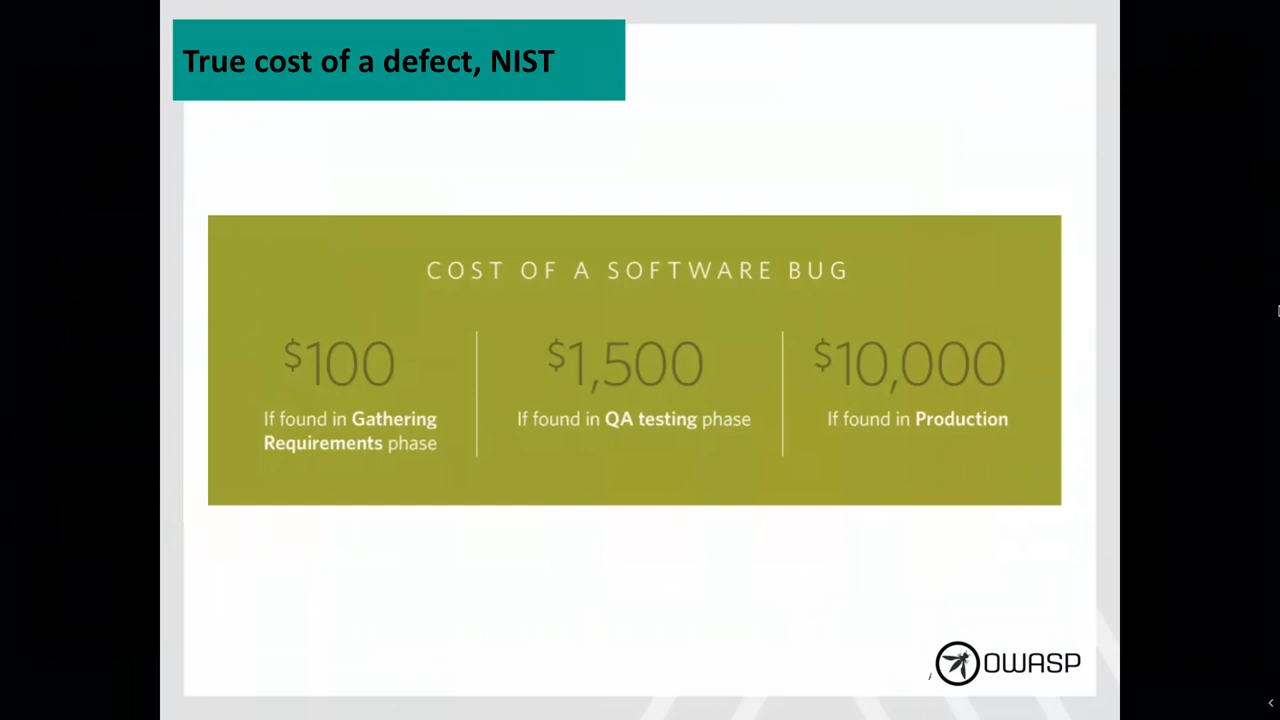 True cost of a defect, NIST
COST OF A SOFTWARE BUG
$100
If found in Gathering
Requirements phase
$1,500
If found in QA testing phase
$10,000
If found in Production
OWASP